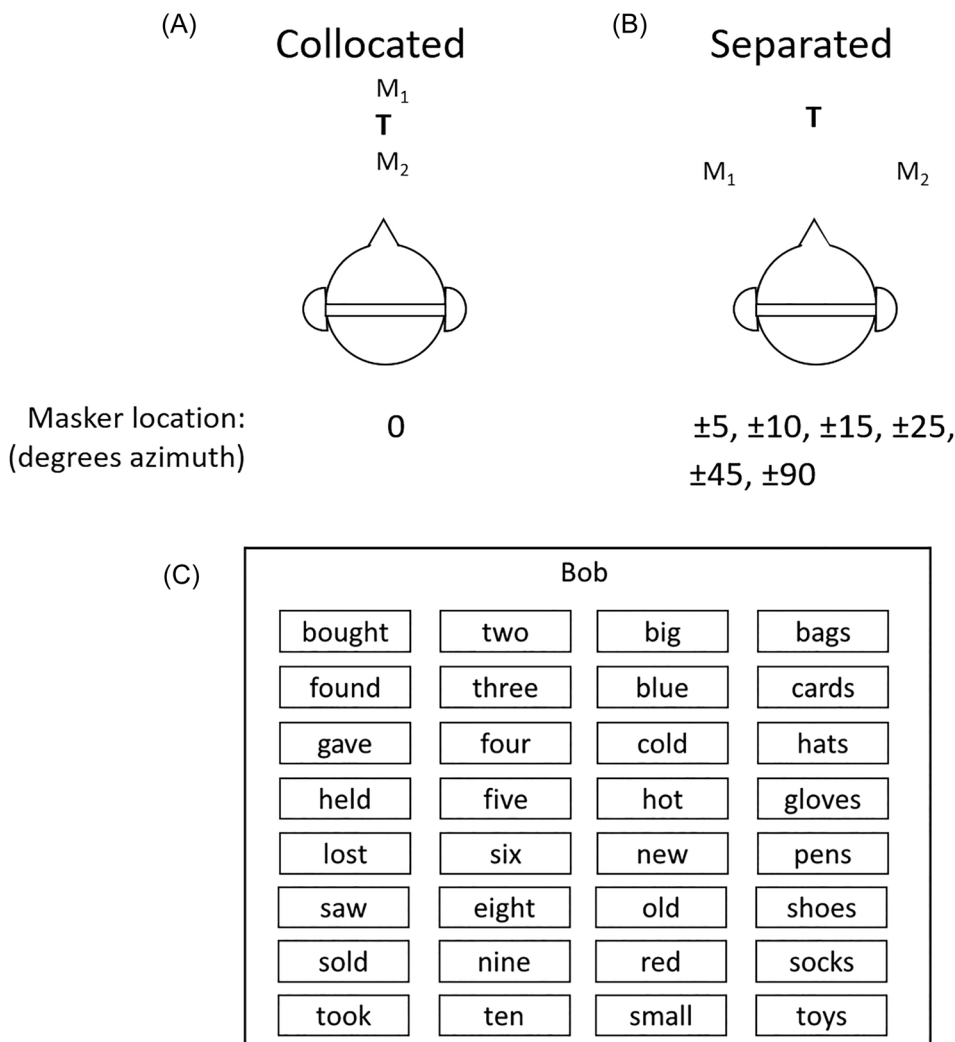 (A)
Collocated
M₁
T
M₂
Masker location:
(degrees azimuth)
0
(B)
Separated
T
M₁ M₂
±5, ±10, ±15, ±25,
±45, ±90
(C)
Bob
bought two big bags
found three blue cards
gave four cold hats
held five hot gloves
lost six new pens
saw eight old shoes
sold nine red socks
took ten small toys